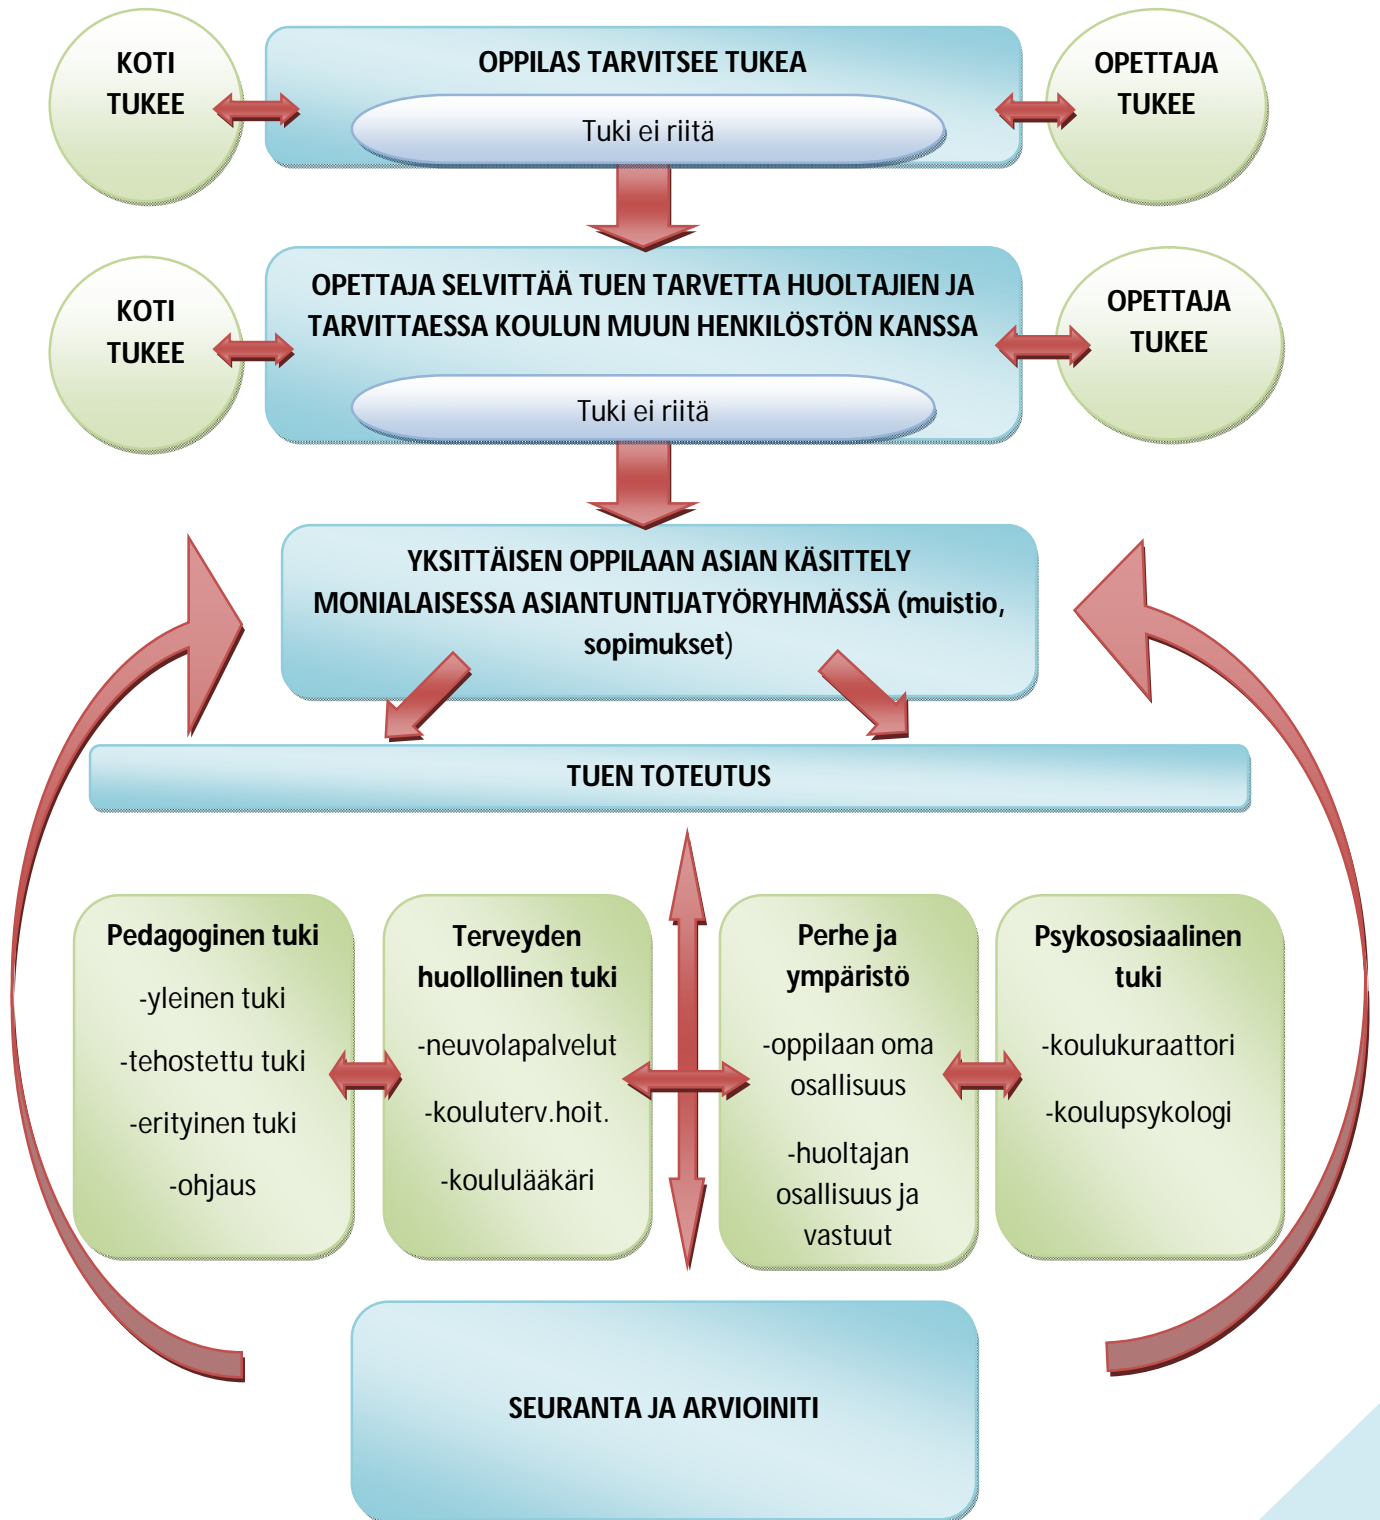 KOTI
TUKEE
OPPILAS TARVITSEE TUKEA
OPETTAJA
TUKEE
Tuki ei riitä
KOTI
TUKEE
OPETTAJA SELVITTÄÄ TUEN TARVETTA HUOLTAJIEN JA
TARVITTAESSA KOULUN MUUN HENKILÖSTÖN KANSSA
OPETTAJA
TUKEE
Tuki ei riitä
YKSITTÄISEN OPPILAAN ASIAN KÄSITTELY
MONIALAISESSA ASIANTUNTIJATYÖRYHMÄSSÄ (muistio,
sopimukset)
TUEN TOTEUTUS
Pedagoginen tuki
-yleinen tuki
-tehostettu tuki
-erityinen tuki
-ohjaus
Terveyden
huollollinen tuki
-neuvolapalvelut
-kouluterv.hoit.
-koululääkäri
Perhe ja
ympäristö
-oppilaan oma
osallisuus
-huoltajan
osallisuus ja
vastuut
Psykososiaalinen
tuki
-koulukuraattori
-koulupsykologi
SEURANTA JA ARVIOINITI